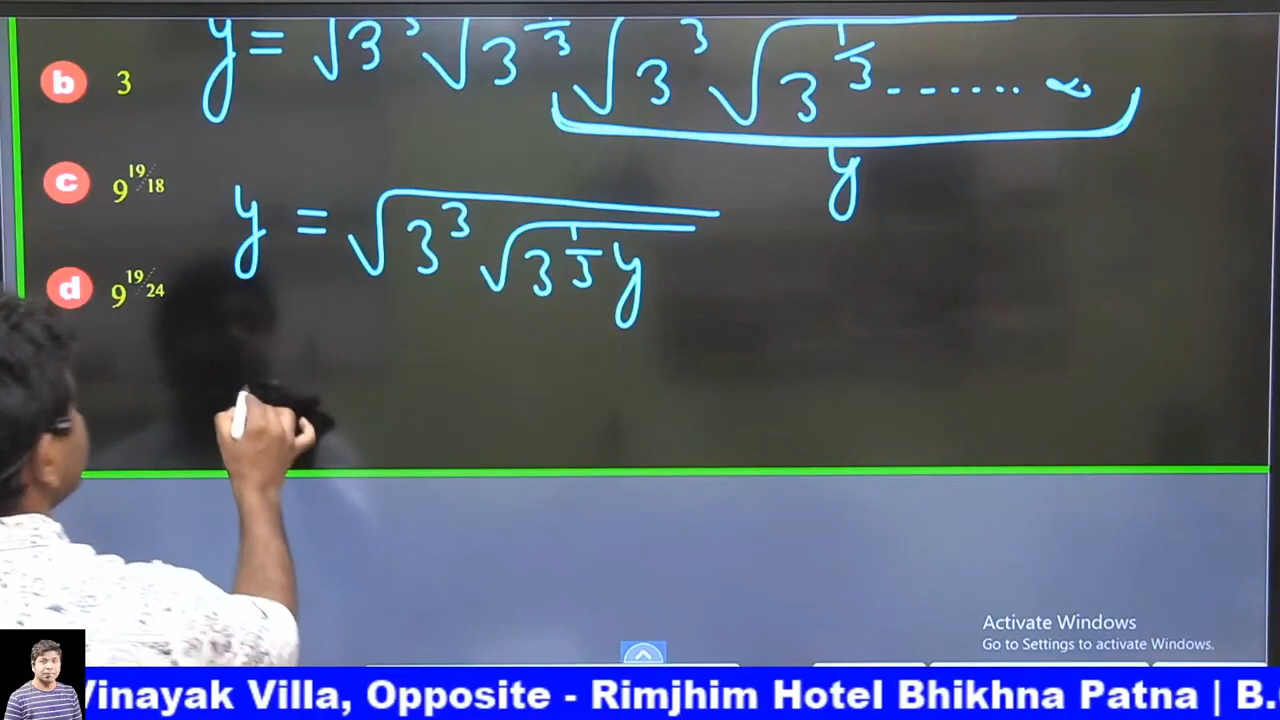 y = √3³ √3^1/3 √3³ √3^1/3 ------ ∞
b 3
y
c 9^19/18
y = √3³ √3^1/3 y
d 9^19/24
Activate Windows
Go to Settings to activate Windows.
Vinayak Villa, Opposite - Rimjhim Hotel Bhikhna Patna | B.